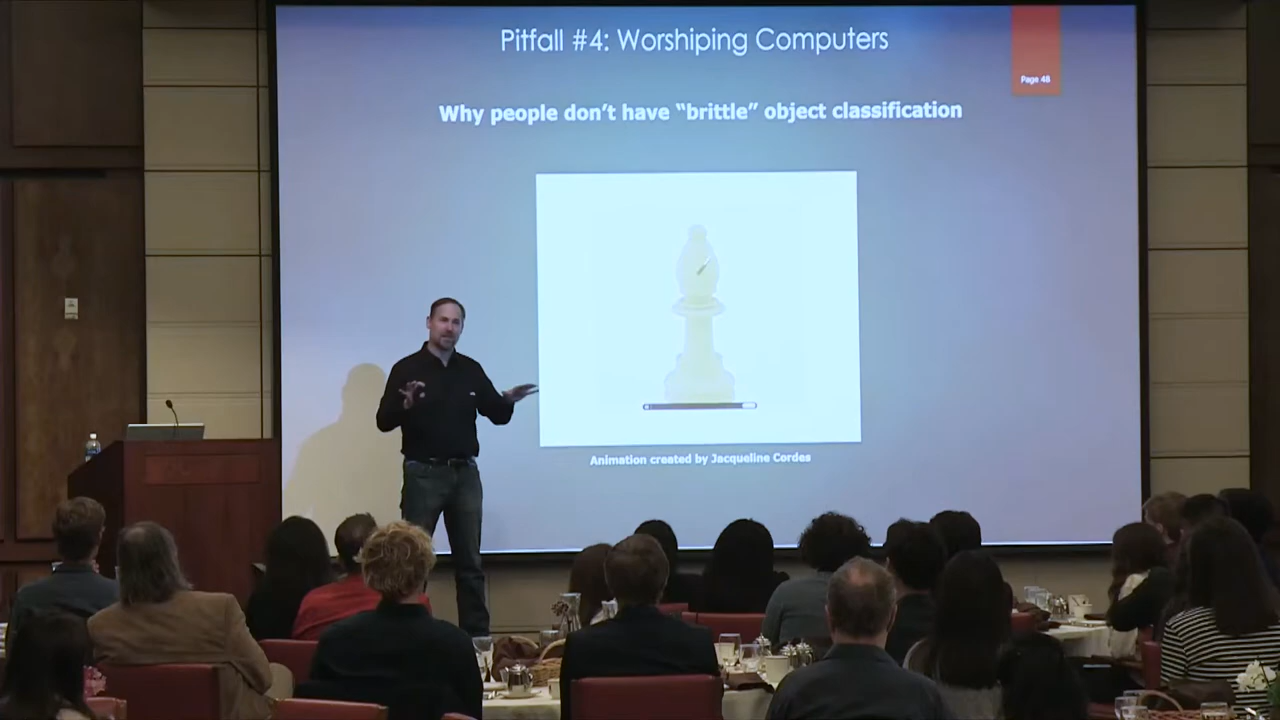 Pitfall #4: Worshiping Computers
Page 48
Why people don't have "brittle" object classification
Animation created by Jacqueline Cordes